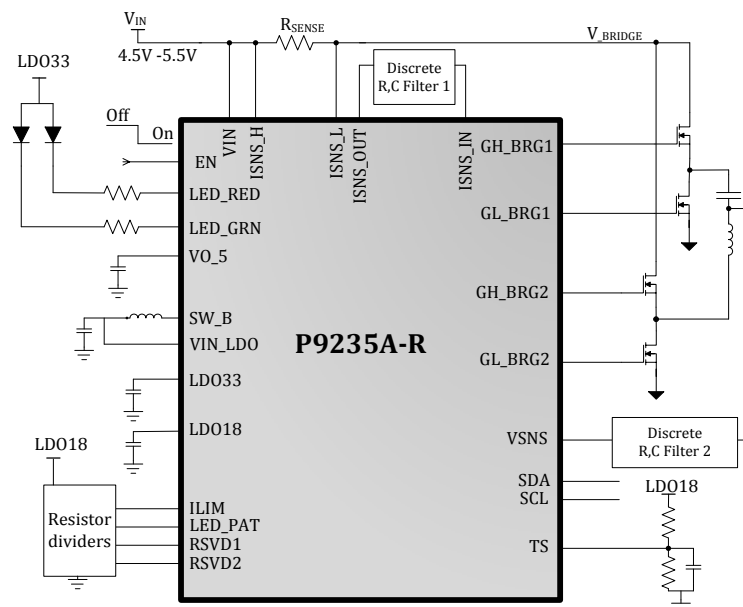 VIN
4.5V -5.5V
RSENSE
V_BRIDGE
LDO33
Discrete
R,C Filter 1
Off
On
EN
VIN
ISNS_H
ISNS_L
ISNS_OUT
ISNS_IN
GH_BRG1
LED_RED
GL_BRG1
LED_GRN
VO_5
GH_BRG2
SW_B
P9235A-R
VIN_LDO
GL_BRG2
LDO33
LDO18
VSNS
Discrete
R,C Filter 2
LDO18
SDA
LDO18
SCL
Resistor
dividers
ILIM
LED_PAT
RSVD1
RSVD2
TS